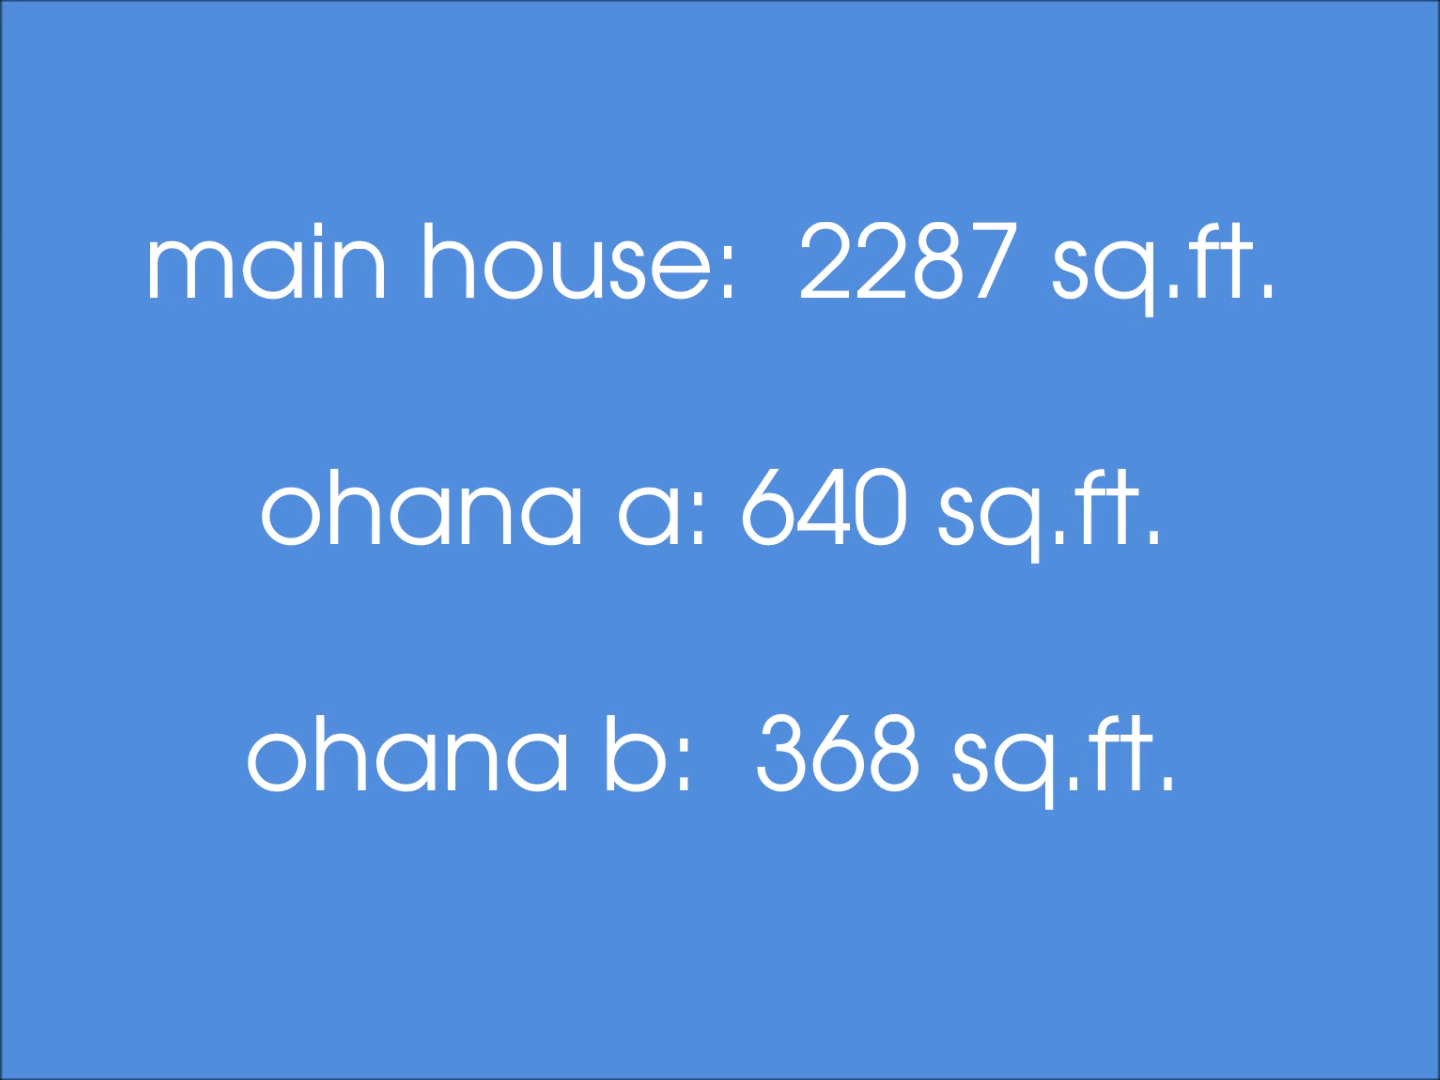 main house:  2287 sq.ft.
ohana a: 640 sq.ft.
ohana b:  368 sq.ft.